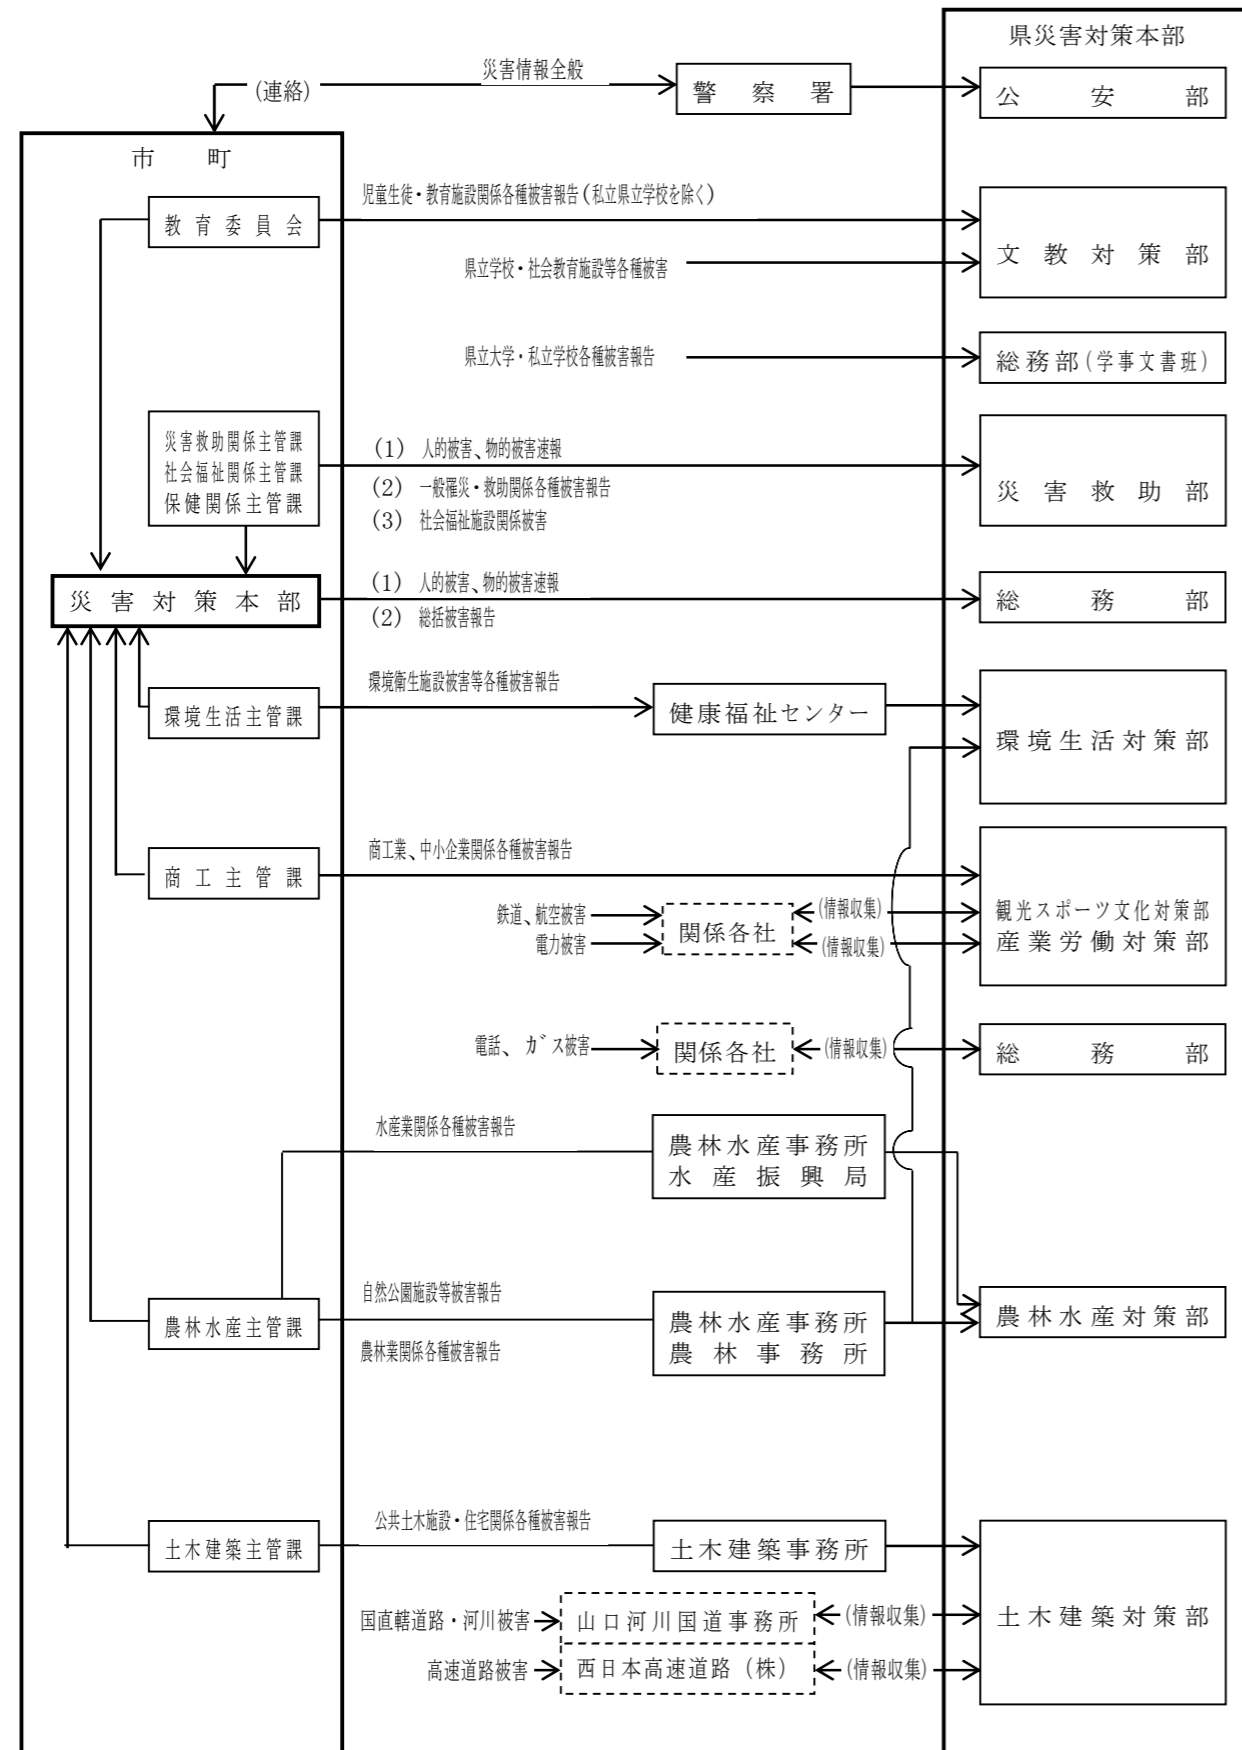 県災害対策本部
災害情報全般
(連絡)
警察署
公安部
市町
児童生徒・教育施設関係各種被害報告(私立県立学校を除く)
教育委員会
文教対策部
県立学校・社会教育施設等各種被害
県立大学・私立学校各種被害報告
総務部(学事文書班)
災害救助関係主管課
社会福祉関係主管課
保健関係主管課
(1) 人的被害、物的被害速報
(2) 一般罹災・救助関係各種被害報告
(3) 社会福祉施設関係被害
災害救助部
災害対策本部
(1) 人的被害、物的被害速報
(2) 総括被害報告
総務部
環境衛生施設被害等各種被害報告
環境生活主管課
健康福祉センター
環境生活対策部
商工業、中小企業関係各種被害報告
商工主管課
鉄道、航空被害
電力被害
関係各社
(情報収集)
(情報収集)
観光スポーツ文化対策部
産業労働対策部
電話、ガス被害
関係各社
(情報収集)
総務部
水産業関係各種被害報告
農林水産事務所
水産振興局
自然公園施設等被害報告
農林水産主管課
農林業関係各種被害報告
農林水産事務所
農林事務所
農林水産対策部
公共土木施設・住宅関係各種被害報告
土木建築主管課
土木建築事務所
国直轄道路・河川被害
山口河川国道事務所
(情報収集)
土木建築対策部
高速道路被害
西日本高速道路(株)
(情報収集)